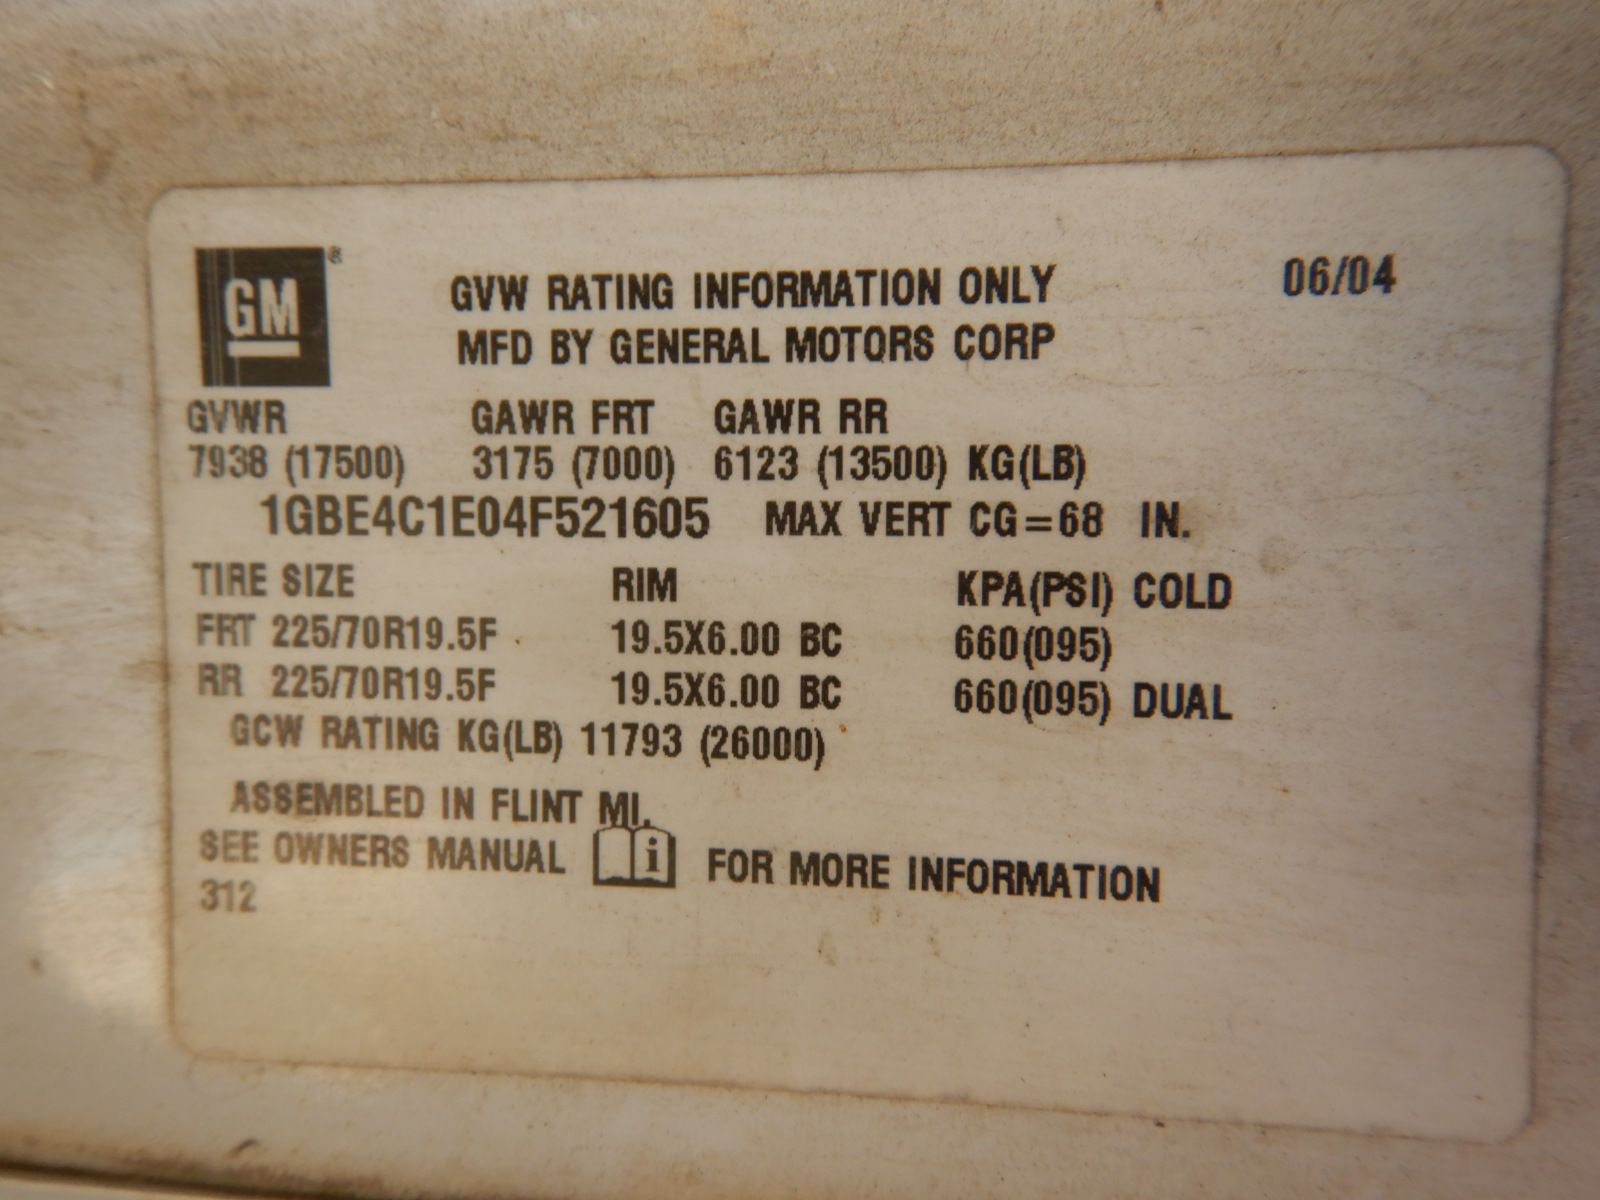 GM®
GVW RATING INFORMATION ONLY 06/04
MFD BY GENERAL MOTORS CORP
GVWR GAWR FRT GAWR RR
7938 (17500) 3175 (7000) 6123 (13500) KG(LB)
1GBE4C1E04F521605 MAX VERT CG=68 IN.
TIRE SIZE RIM KPA(PSI) COLD
FRT 225/70R19.5F 19.5X6.00 BC 660(095)
RR 225/70R19.5F 19.5X6.00 BC 660(095) DUAL
GCW RATING KG(LB) 11793 (26000)
ASSEMBLED IN FLINT MI.
SEE OWNERS MANUAL i FOR MORE INFORMATION
312